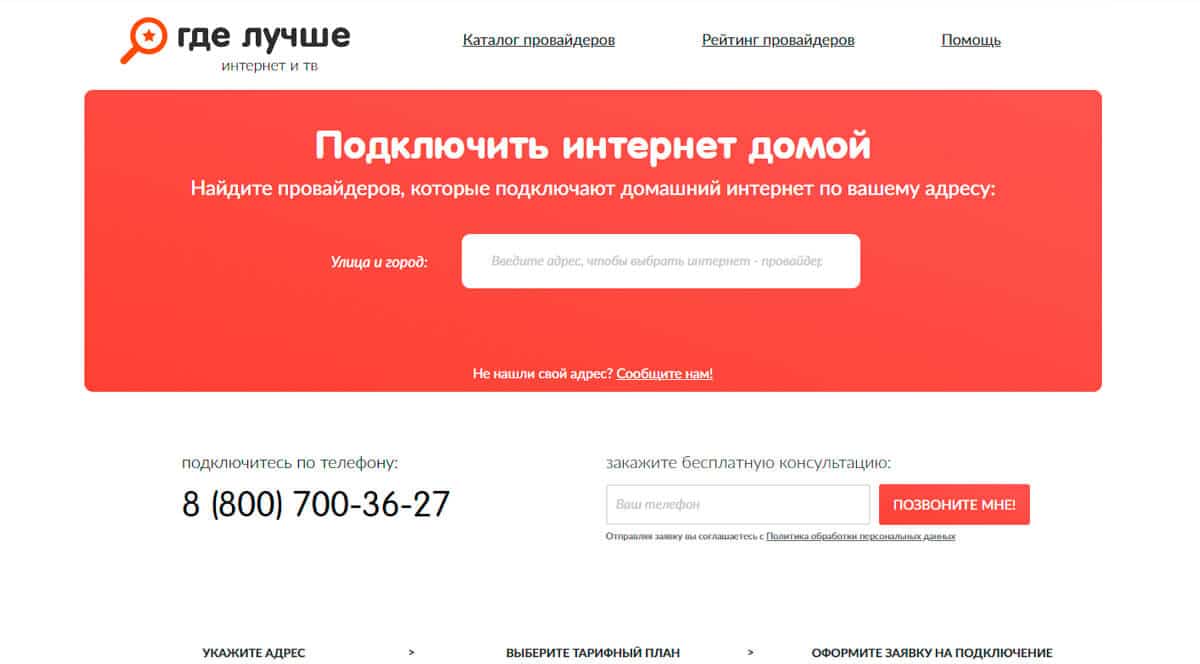 где лучше
интернет и тв
Каталог провайдеров
Рейтинг провайдеров
Помощь
Подключить интернет домой
Найдите провайдеров, которые подключают домашний интернет по вашему адресу:
Улица и город:
Введите адрес, чтобы выбрать интернет - провайдер
Не нашли свой адрес? Сообщите нам!
подключитесь по телефону:
8 (800) 700-36-27
закажите бесплатную консультацию:
Ваш телефон
ПОЗВОНИТЕ МНЕ!
Отправляя заявку вы соглашаетесь с Политика обработки персональных данных
УКАЖИТЕ АДРЕС > ВЫБЕРИТЕ ТАРИФНЫЙ ПЛАН > ОФОРМИТЕ ЗАЯВКУ НА ПОДКЛЮЧЕНИЕ